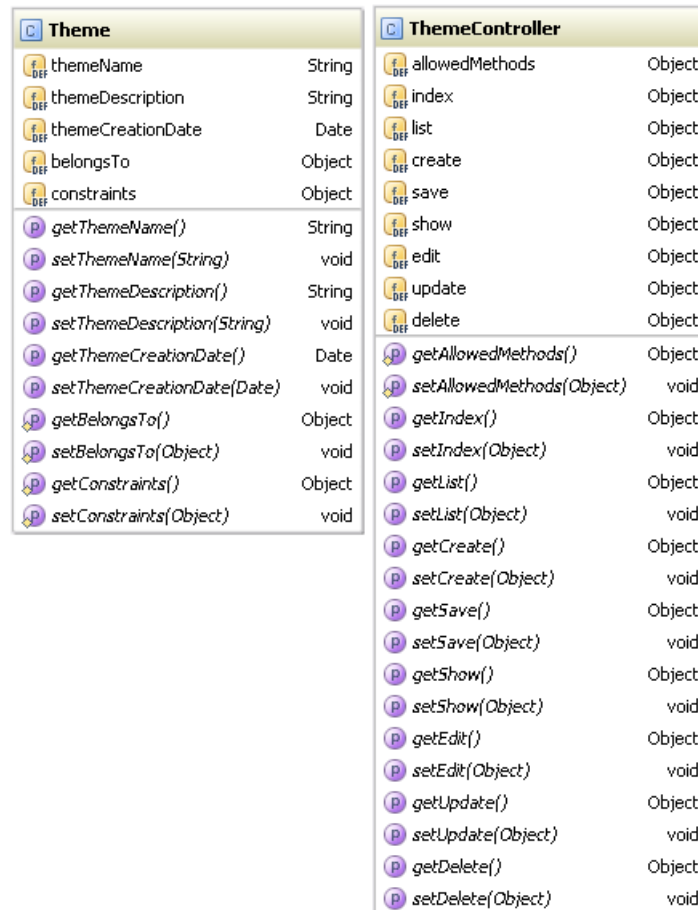 Theme
themeName String
themeDescription String
themeCreationDate Date
belongsTo Object
constraints Object
getThemeName() String
setThemeName(String) void
getThemeDescription() String
setThemeDescription(String) void
getThemeCreationDate() Date
setThemeCreationDate(Date) void
getBelongsTo() Object
setBelongsTo(Object) void
getConstraints() Object
setConstraints(Object) void
ThemeController
allowedMethods Object
index Object
list Object
create Object
save Object
show Object
edit Object
update Object
delete Object
getAllowedMethods() Object
setAllowedMethods(Object) void
getIndex() Object
setIndex(Object) void
getList() Object
setList(Object) void
getCreate() Object
setCreate(Object) void
getSave() Object
setSave(Object) void
getShow() Object
setShow(Object) void
getEdit() Object
setEdit(Object) void
getUpdate() Object
setUpdate(Object) void
getDelete() Object
setDelete(Object) void